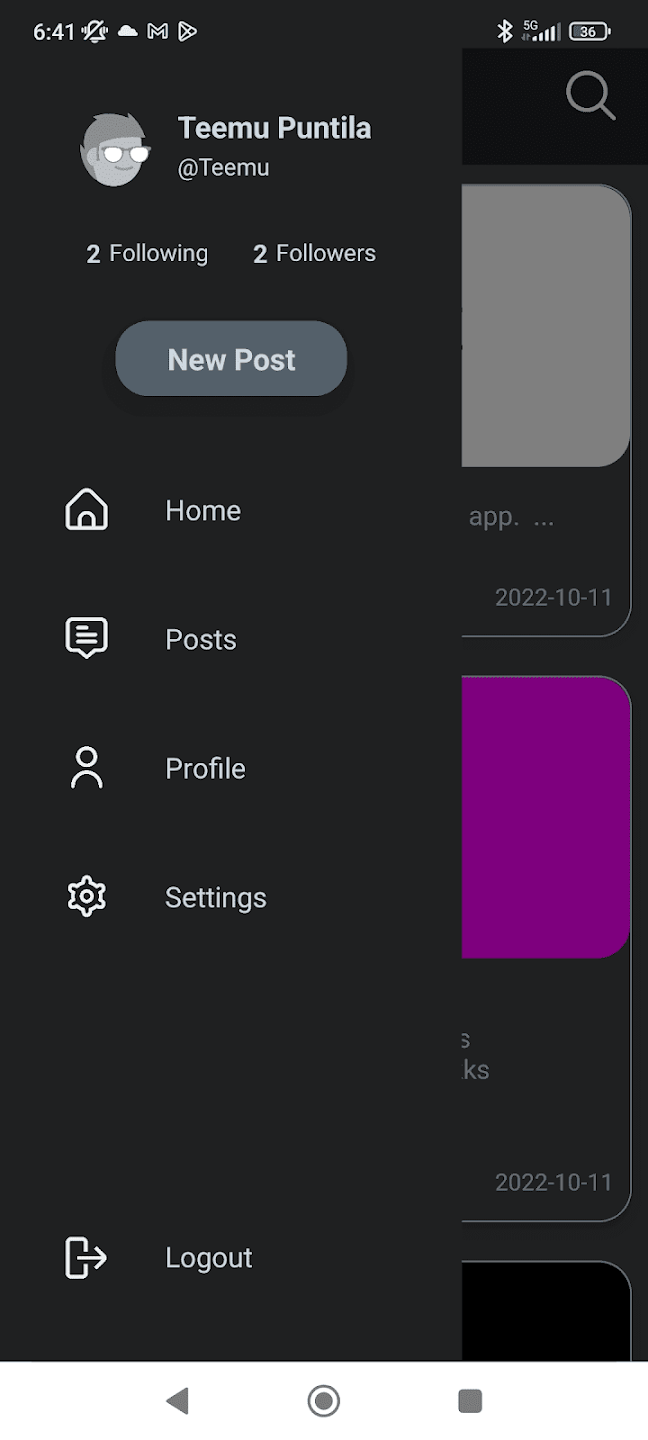 6:41 5G 36
Teemu Puntila
@Teemu
2 Following 2 Followers
New Post
Home
app. ...
2022-10-11
Posts
Profile
Settings
s
ks
2022-10-11
Logout